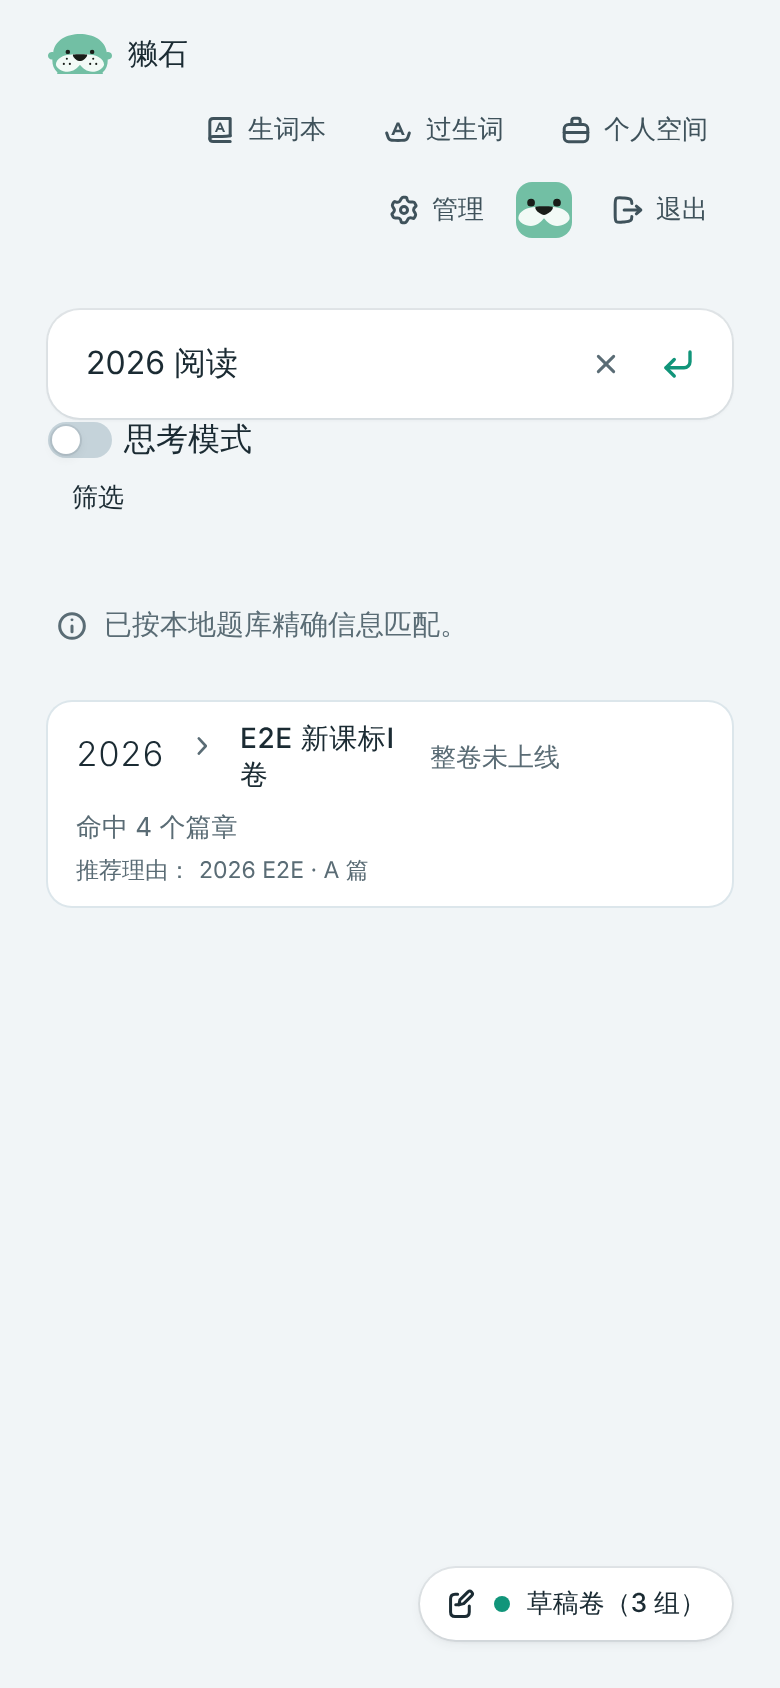 獭石
生词本 过生词 个人空间
管理 退出
2026 阅读
思考模式
筛选
已按本地题库精确信息匹配。
2026 E2E 新课标I
卷 整卷未上线
命中 4 个篇章
推荐理由： 2026 E2E · A 篇
草稿卷（3 组）